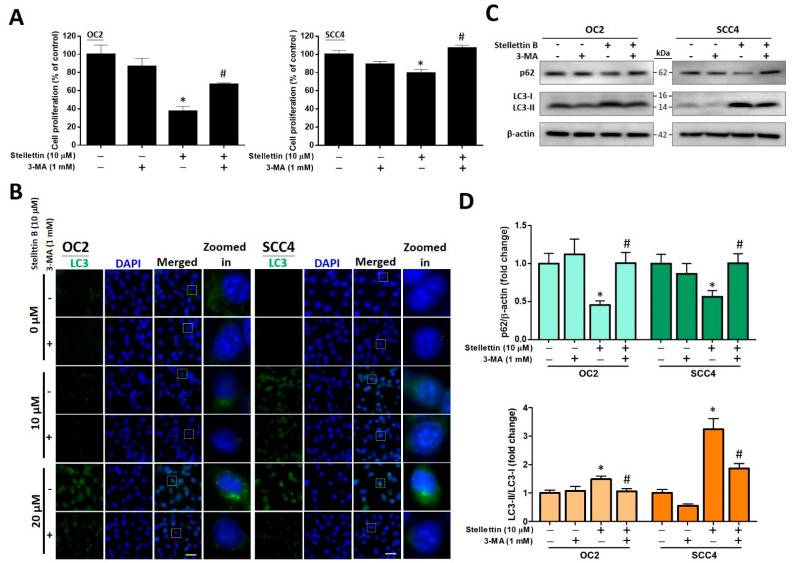 A
OC2
Cell proliferation (% of control)
120
100
80
60
40
20
0
Stellettin (10 μM) – – + +
3-MA (1 mM) – + – +
*
#
SCC4
Cell proliferation (% of control )
120
100
80
60
40
20
0
Stellettin (10 μM) – – + +
3-MA (1 mM) – + – +
*
#
B
Stellttin B (10 μM)
3-MA (1 mM)
OC2
LC3 DAPI Merged Zoomed in
SCC4
LC3 DAPI Merged Zoomed in
0 μM
-
+
10 μM
-
+
20 μM
-
+
C
OC2 SCC4
Stellettin B - - + + - - + +
3-MA - + - + kDa - + - +
p62 62
LC3-I 16
LC3-II 14
β-actin 42
D
p62/β-actin (fold change)
1.5
1.0
0.5
0.0
* # * #
Stellettin (10 μM) – – + + – – + +
3-MA (1 mM) – + – + – + – +
OC2 SCC4
LC3-II/LC3-I (fold change)
4
3
2
1
0
* # * #
Stellettin (10 μM) – – + + – – + +
3-MA (1 mM) – + – + – + – +
OC2 SCC4